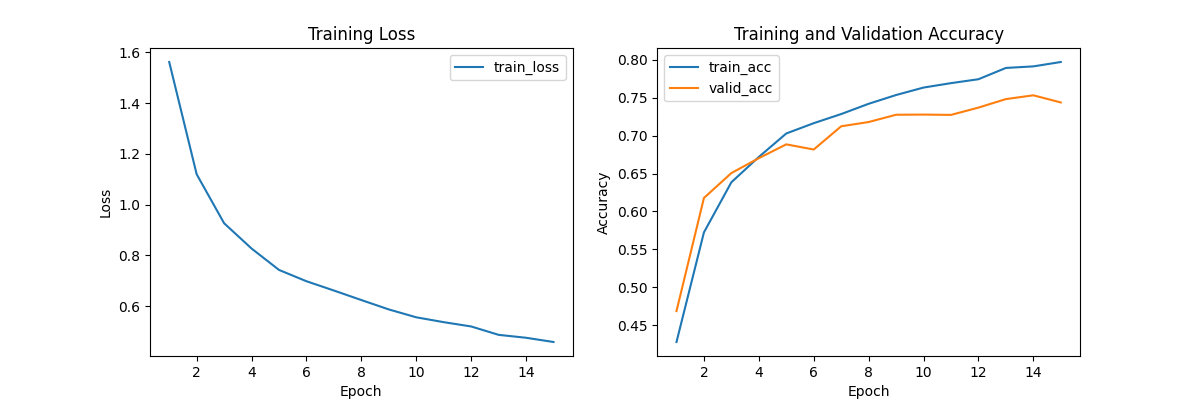 Training Loss
1.6
1.4
1.2
1.0
0.8
0.6
Loss
train_loss
2 4 6 8 10 12 14
Epoch
Training and Validation Accuracy
0.80
0.75
0.70
0.65
0.60
0.55
0.50
0.45
Accuracy
train_acc
valid_acc
2 4 6 8 10 12 14
Epoch